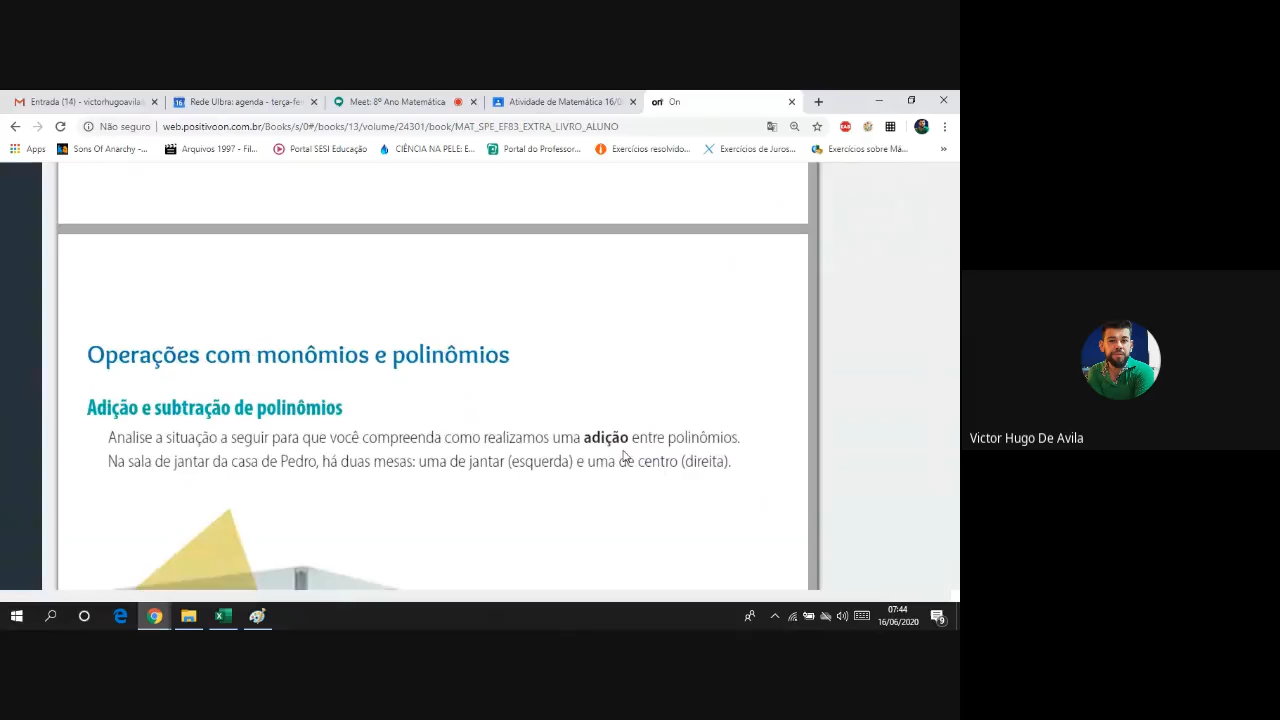 Entrada (14) - victorhugoavila
Rede Ulbra: agenda - terça-fei
Meet: 8º Ano Matemática
Atividade de Matemática 16/0
on
On
Não seguro
web.positivoon.com.br/Books/s/0#/books/13/volume/24301/book/MAT_SPE_EF83_EXTRA_LIVRO_ALUNO
Apps
Sons Of Anarchy -...
Arquivos 1997 - Fil...
Portal SESI Educação
CIÊNCIA NA PELE: E...
Portal do Professor...
Exercícios resolvido...
Exercícios de Juros...
Exercícios sobre Má...
»
Operações com monômios e polinômios
Adição e subtração de polinômios
Analise a situação a seguir para que você compreenda como realizamos uma adição entre polinômios.
Na sala de jantar da casa de Pedro, há duas mesas: uma de jantar (esquerda) e uma de centro (direita).
Victor Hugo De Avila
07:44
16/06/2020
9